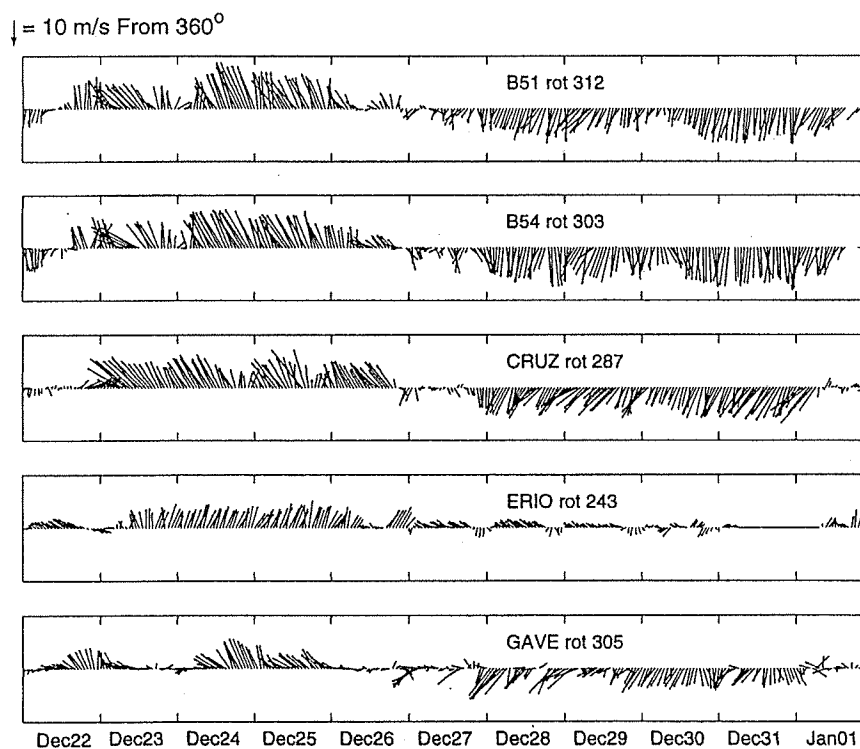 ↓= 10 m/s From 360°
B51 rot 312
B54 rot 303
CRUZ rot 287
ERIO rot 243
GAVE rot 305
Dec22 Dec23 Dec24 Dec25 Dec26 Dec27 Dec28 Dec29 Dec30 Dec31 Jan01